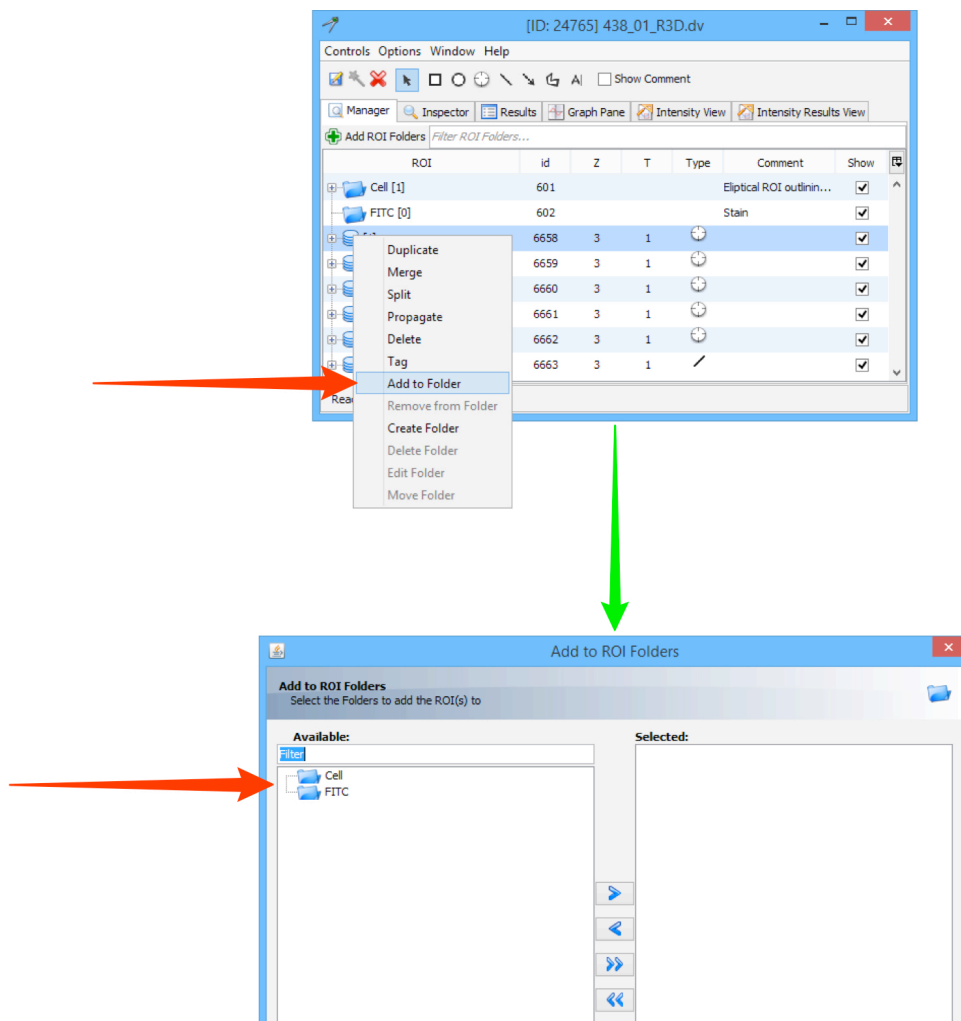 [ID: 24765] 438_01_R3D.dv
Controls Options Window Help
A| Show Comment
Manager Inspector Results Graph Pane Intensity View Intensity Results View
Add ROI Folders Filter ROI Folders...
ROI id Z T Type Comment Show
Cell [1] 601 Eliptical ROI outlinin...
FITC [0] 602 Stain
6658 3 1
6659 3 1
6660 3 1
6661 3 1
6662 3 1
6663 3 1
Duplicate
Merge
Split
Propagate
Delete
Tag
Add to Folder
Remove from Folder
Create Folder
Delete Folder
Edit Folder
Move Folder
Add to ROI Folders
Add to ROI Folders
Select the Folders to add the ROI(s) to
Available: Selected:
Filter
Cell
FITC